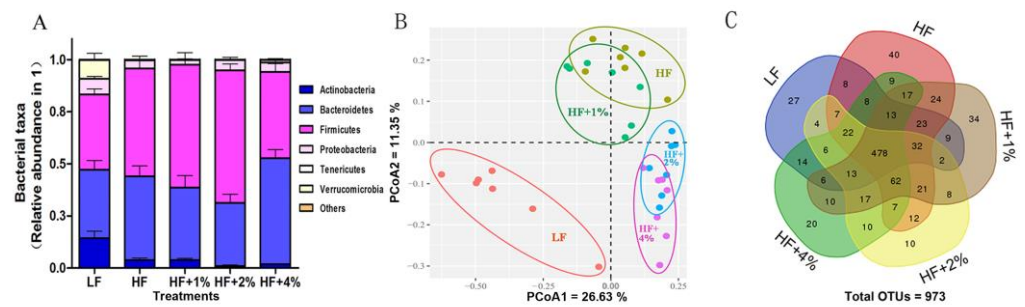 A
Bacterial taxa
(Relative abundance in 1)
1.0
0.8
0.5
0.3
0.0
LF HF HF+1% HF+2% HF+4%
Treatments
Actinobacteria
Bacteroidetes
Firmicutes
Proteobacteria
Tenericutes
Verrucomicrobia
Others
B
PCoA2 = 11.35 %
0.2
0.1
0.0
−0.1
−0.2
−0.3
HF
HF+1%
HF+
2%
HF+
4%
LF
−0.50 −0.25 0.00 0.25
PCoA1 = 26.63 %
C
HF
LF
HF+1%
HF+4%
HF+2%
40
27 8 9 24 34
8 17
4 7 13 23 9
22
6 478 32 2
14
6 13 62 21 8
10 17 7
20 10 12
10
Total OTUs = 973